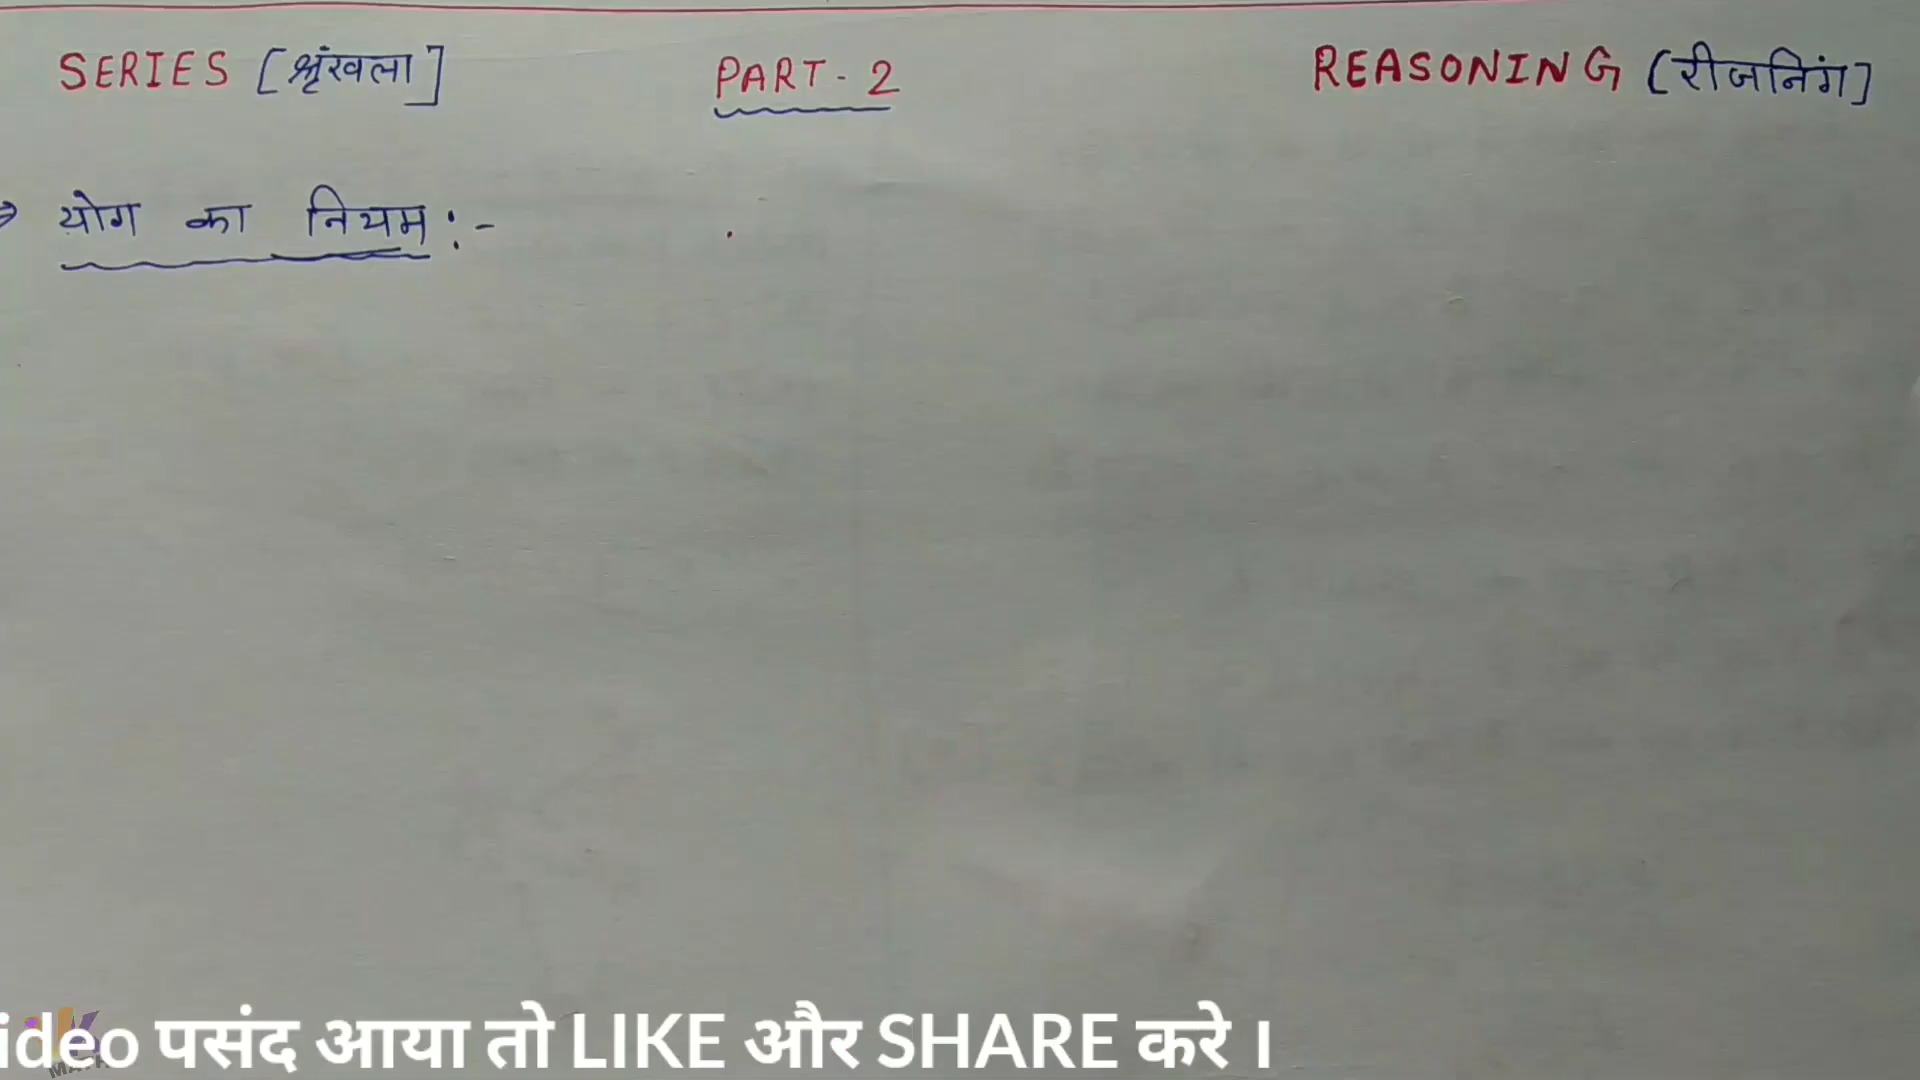 SERIES [श्रृंखला] PART-2 REASONING [रीजनिंग]
→ योग का नियम :-
ideo पसंद आया तो LIKE और SHARE करे ।